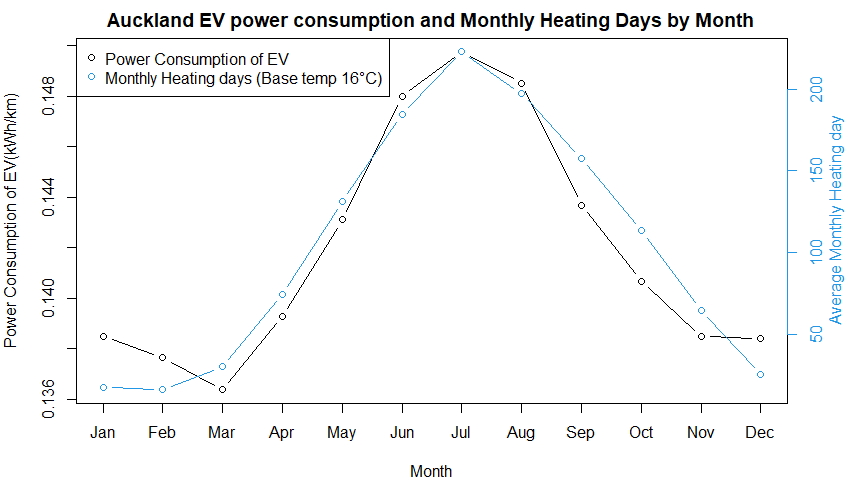 Auckland EV power consumption and Monthly Heating Days by Month
Power Consumption of EV
Monthly Heating days (Base temp 16°C)
Power Consumption of EV(kWh/km)
0.148
0.144
0.140
0.136
200
150
100
50
Average Monthly Heating day
Jan Feb Mar Apr May Jun Jul Aug Sep Oct Nov Dec
Month